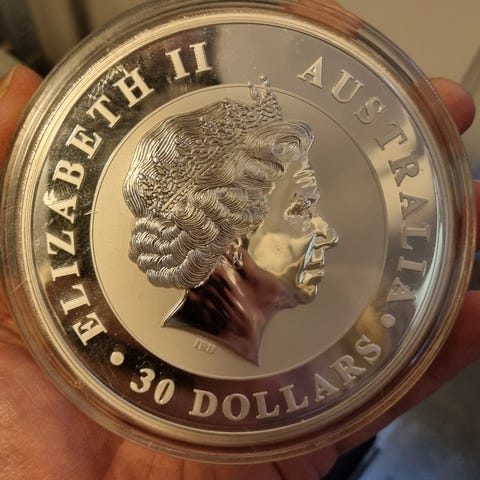 ELIZABETH II
AUSTRALIA
• 30 DOLLARS •
IRB